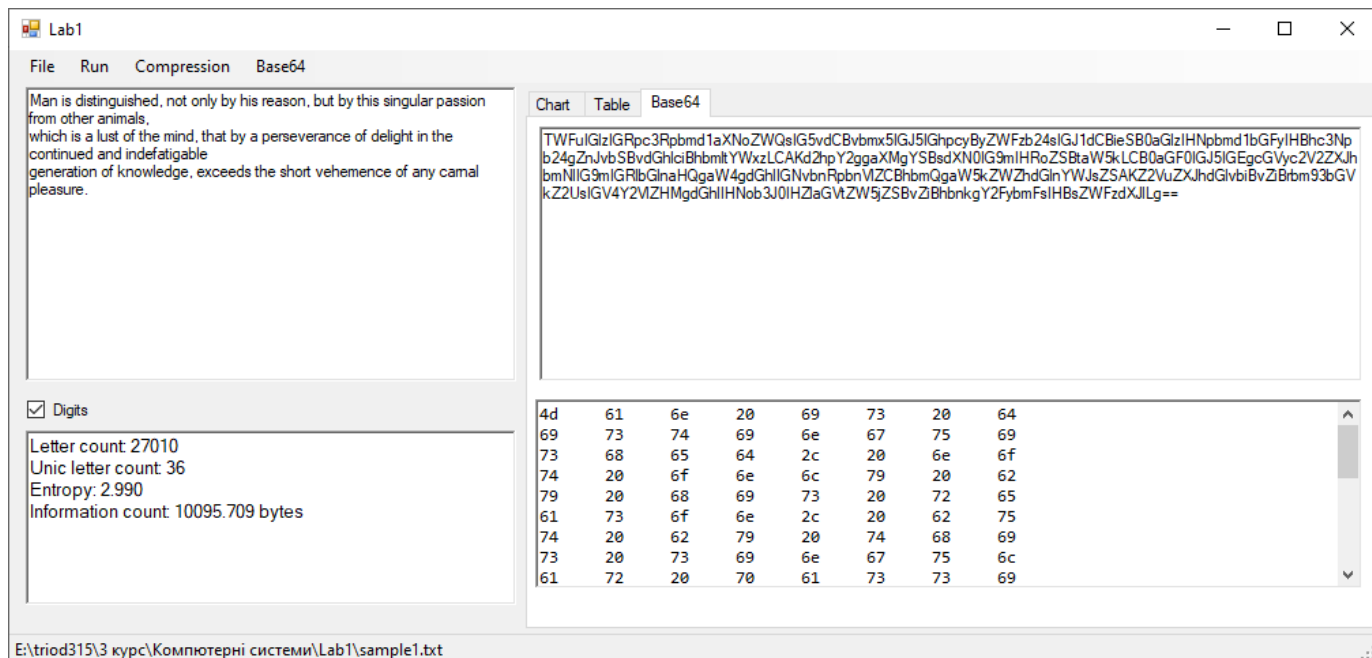 Lab1
File Run Compression Base64
Man is distinguished, not only by his reason, but by this singular passion
from other animals,
which is a lust of the mind, that by a perseverance of delight in the
continued and indefatigable
generation of knowledge, exceeds the short vehemence of any carnal
pleasure.
Chart Table Base64
TWFuIGlzIGRpc3Rpbmd1aXNoZWQsIG5vdCBvbmx5IGJ5IGhpcyByZWFzb24sIGJ1dCBieSB0aGlzIHNpbmd1bGFyIHBhc3Np
b24gZnJvbSBvdGhlciBhbmltYWxzLCAKd2hpY2ggaXMgYSBsdXN0IG9mIHRoZSBtaW5kLCB0aGF0IGJ5IGEgcGVyc2V2ZXJh
bmNlIG9mIGRlbGlnaHQgaW4gdGhlIGNvbnRpbnVlZCBhbmQgaW5kZWZhdGlnYWJsZSAKZ2VuZXJhdGlvbiBvZiBrbm93bGVk
Z2UsIGV4Y2VlZHMgdGhlIHNob3J0IHZlaGVtZW5jZSBvZiBhbnkgY2FybmFsIHBsZWFzdXJlLg==
Digits
Letter count: 27010
Unic letter count: 36
Entropy: 2.990
Information count: 10095.709 bytes
4d 61 6e 20 69 73 20 64
69 73 74 69 6e 67 75 69
73 68 65 64 2c 20 6e 6f
74 20 6f 6e 6c 79 20 62
79 20 68 69 73 20 72 65
61 73 6f 6e 2c 20 62 75
74 20 62 79 20 74 68 69
73 20 73 69 6e 67 75 6c
61 72 20 70 61 73 73 69
E:\triod315\3 курс\Компютерні системи\Lab1\sample1.txt